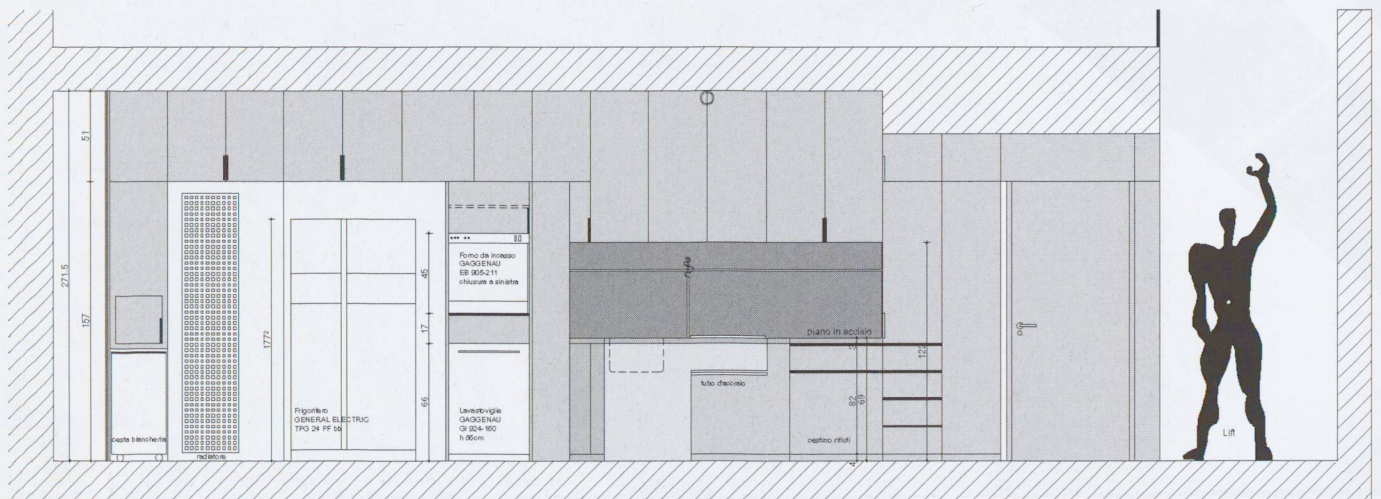 51
271.5
157
177²
45
17
66
Forno da incasso
GAGGENAU
EB 905-211
chiusura a sinistra
piano in acciaio
122
82
69
4
tubo d'acciaio
Frigorifero
GENERAL ELECTRIC
TPG 24 PF bb
Lavastoviglie
GAGGENAU
GI 924-160
h 66cm
cesta biancheria
radiatore
cestino rifiuti
Lift